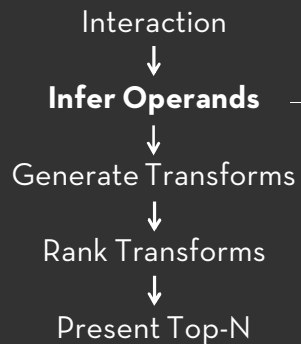 Interaction
Infer Operands
Generate Transforms
Rank Transforms
Present Top-N